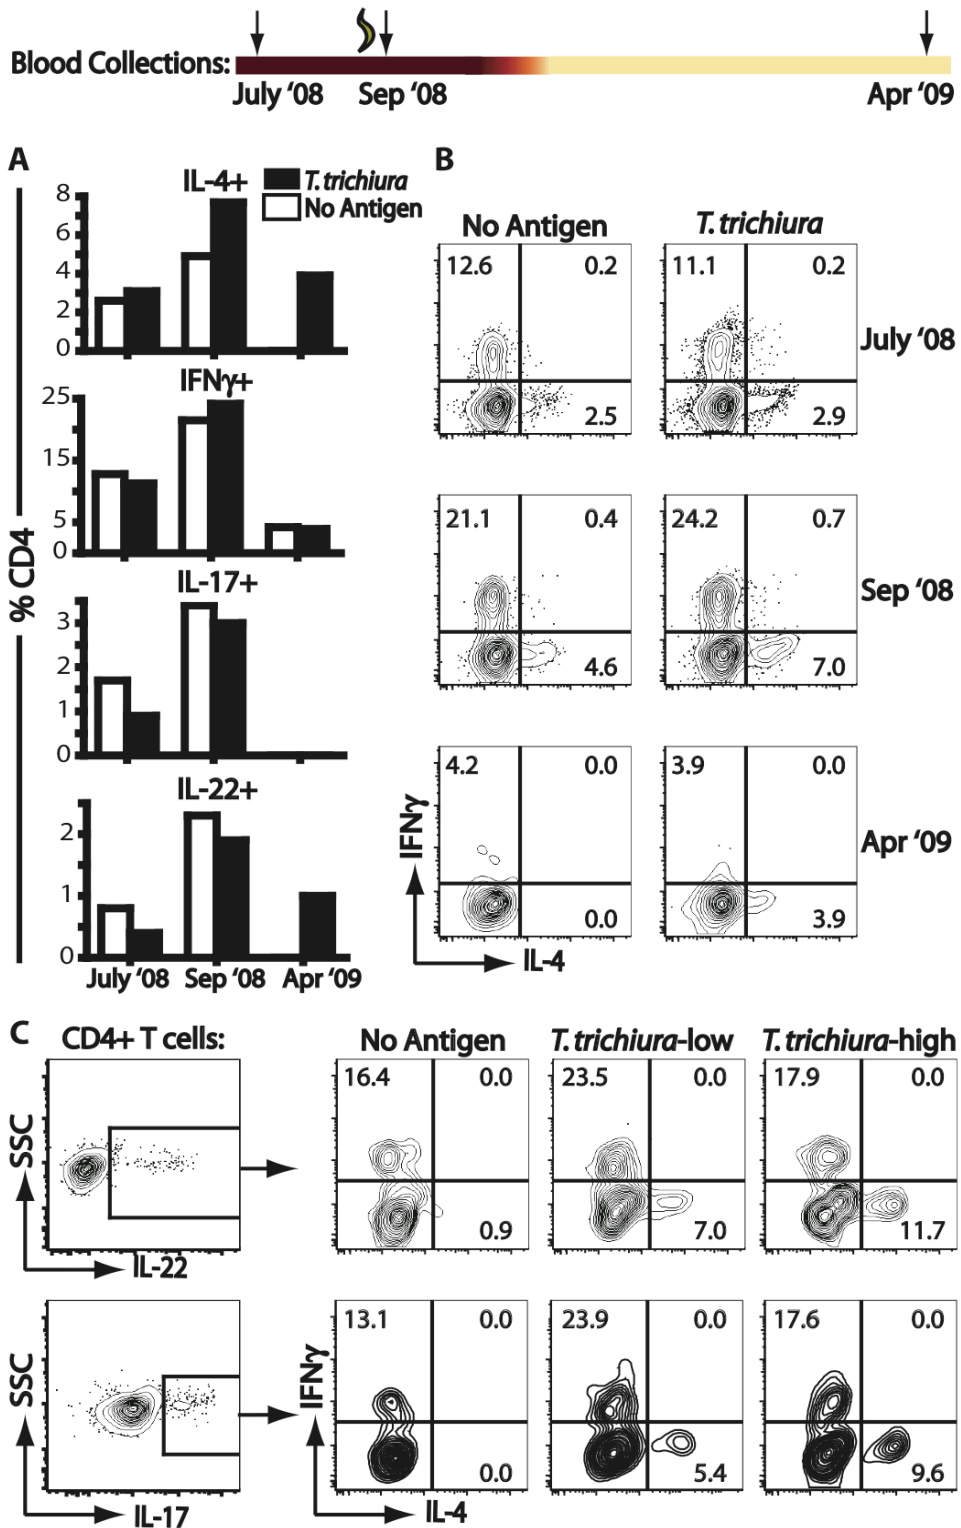 Blood Collections:
July ‘08 Sep ‘08 Apr ‘09
A
IL-4+
T. trichiura
No Antigen
8
6
4
2
0
IFNγ+
25
15
5
0
IL-17+
3
2
1
0
IL-22+
2
1
0
% CD4
July ‘08 Sep ‘08 Apr ‘09
B
No Antigen T. trichiura
12.6 0.2 11.1 0.2
July ‘08
2.5 2.9
21.1 0.4 24.2 0.7
Sep ‘08
4.6 7.0
4.2 0.0 3.9 0.0
Apr ‘09
0.0 3.9
IFNγ
IL-4
C
CD4+ T cells: No Antigen T. trichiura-low T. trichiura-high
16.4 0.0 23.5 0.0 17.9 0.0
0.9 7.0 11.7
SSC
IL-22
13.1 0.0 23.9 0.0 17.6 0.0
0.0 5.4 9.6
SSC
IL-17
IFNγ
IL-4